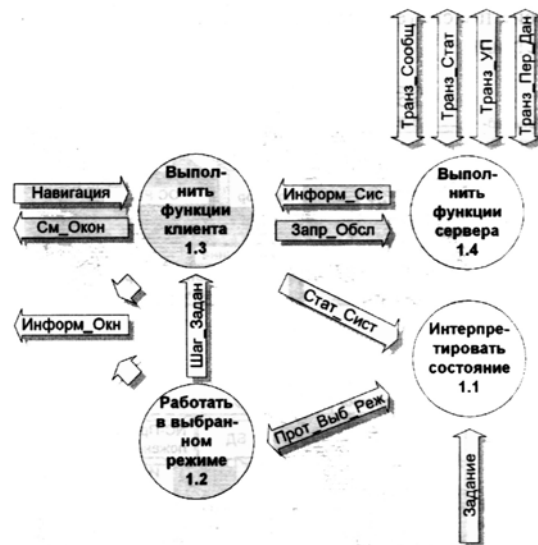 Транз_Сообщ
Транз_Стат
Транз_УП
Транз_Пер_Дан
Навигация
См_Окон
Выпол-
нить
функции
клиента
1.3
Информ_Сис
Запр_Обсл
Выпол-
нить
функции
сервера
1.4
Информ_Окн
Шаг_Задан
Стат_Сист
Интерпре-
тировать
состояние
1.1
Работать
в выбран-
ном
режиме
1.2
Прот_Выб_Реж
Задание